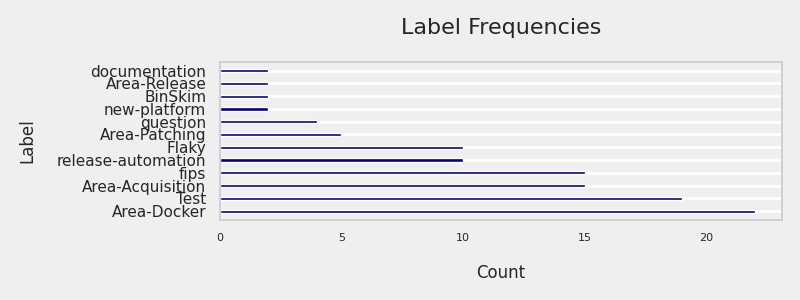 Label Frequencies
Label
documentation
Area-Release
BinSkim
new-platform
question
Area-Patching
Flaky
release-automation
fips
Area-Acquisition
Test
Area-Docker
0 5 10 15 20
Count